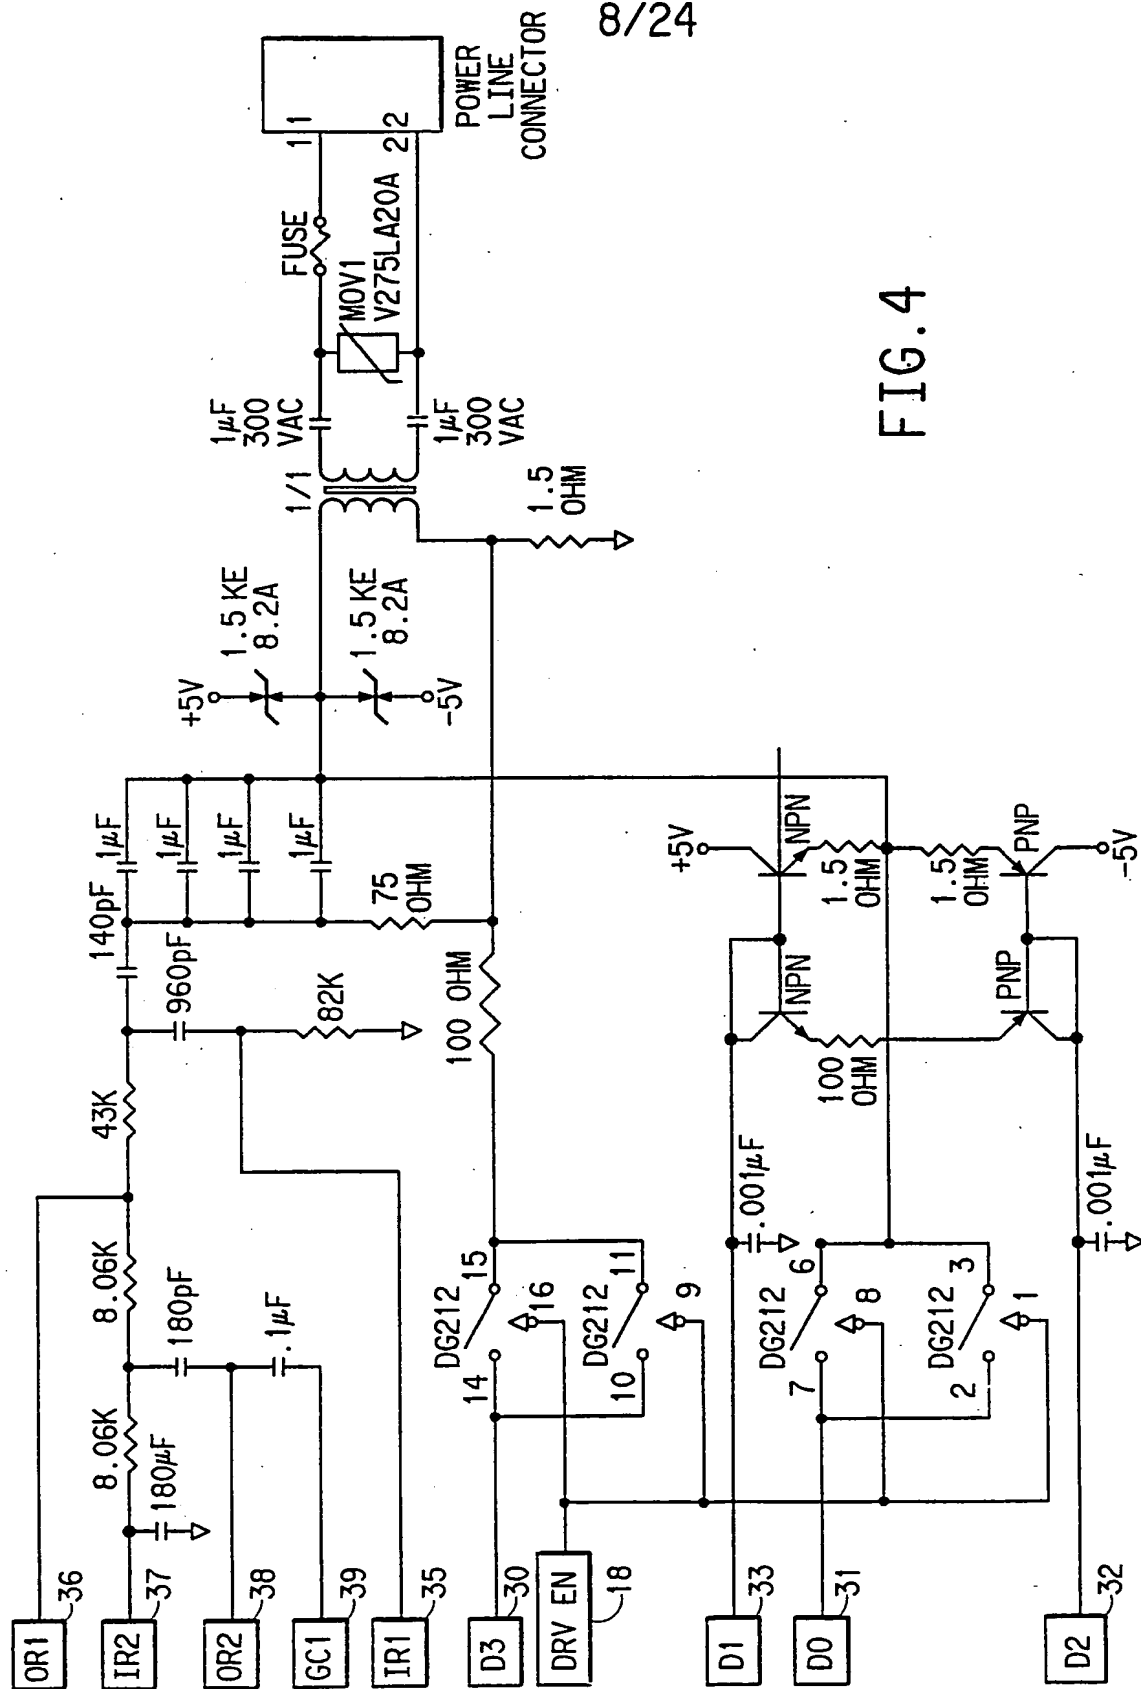 8/24
POWER
LINE
CONNECTOR
1 1
2 2
FUSE
MOV1
V275LA20A
1µF
300
VAC
1µF
300
VAC
1/1
1.5
OHM
+5V
1.5KE
8.2A
1.5KE
8.2A
-5V
1µF
1µF
1µF
1µF
75
OHM
140pF
960pF
82K
100 OHM
43K
8.06K
8.06K
180pF
.1µF
180µF
OR1
36
IR2
37
OR2
38
GC1
39
IR1
35
D3
30
DRV EN
18
D1
33
D0
31
D2
32
DG212
14
15
16
DG212
10
11
9
DG212
7
6
8
DG212
2
3
1
.001µF
.001µF
+5V
NPN
NPN
1.5
OHM
1.5
OHM
100
OHM
PNP
PNP
-5V
FIG.4